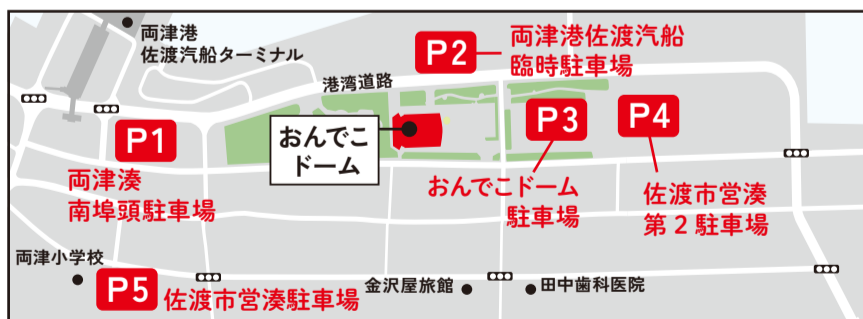 両津港
佐渡汽船ターミナル
P2
両津港佐渡汽船
臨時駐車場
港湾道路
P1
両津湊
南埠頭駐車場
おんでこ
ドーム
P3
おんでこドーム
駐車場
P4
佐渡市営湊
第2駐車場
両津小学校
P5
佐渡市営湊駐車場
金沢屋旅館
田中歯科医院